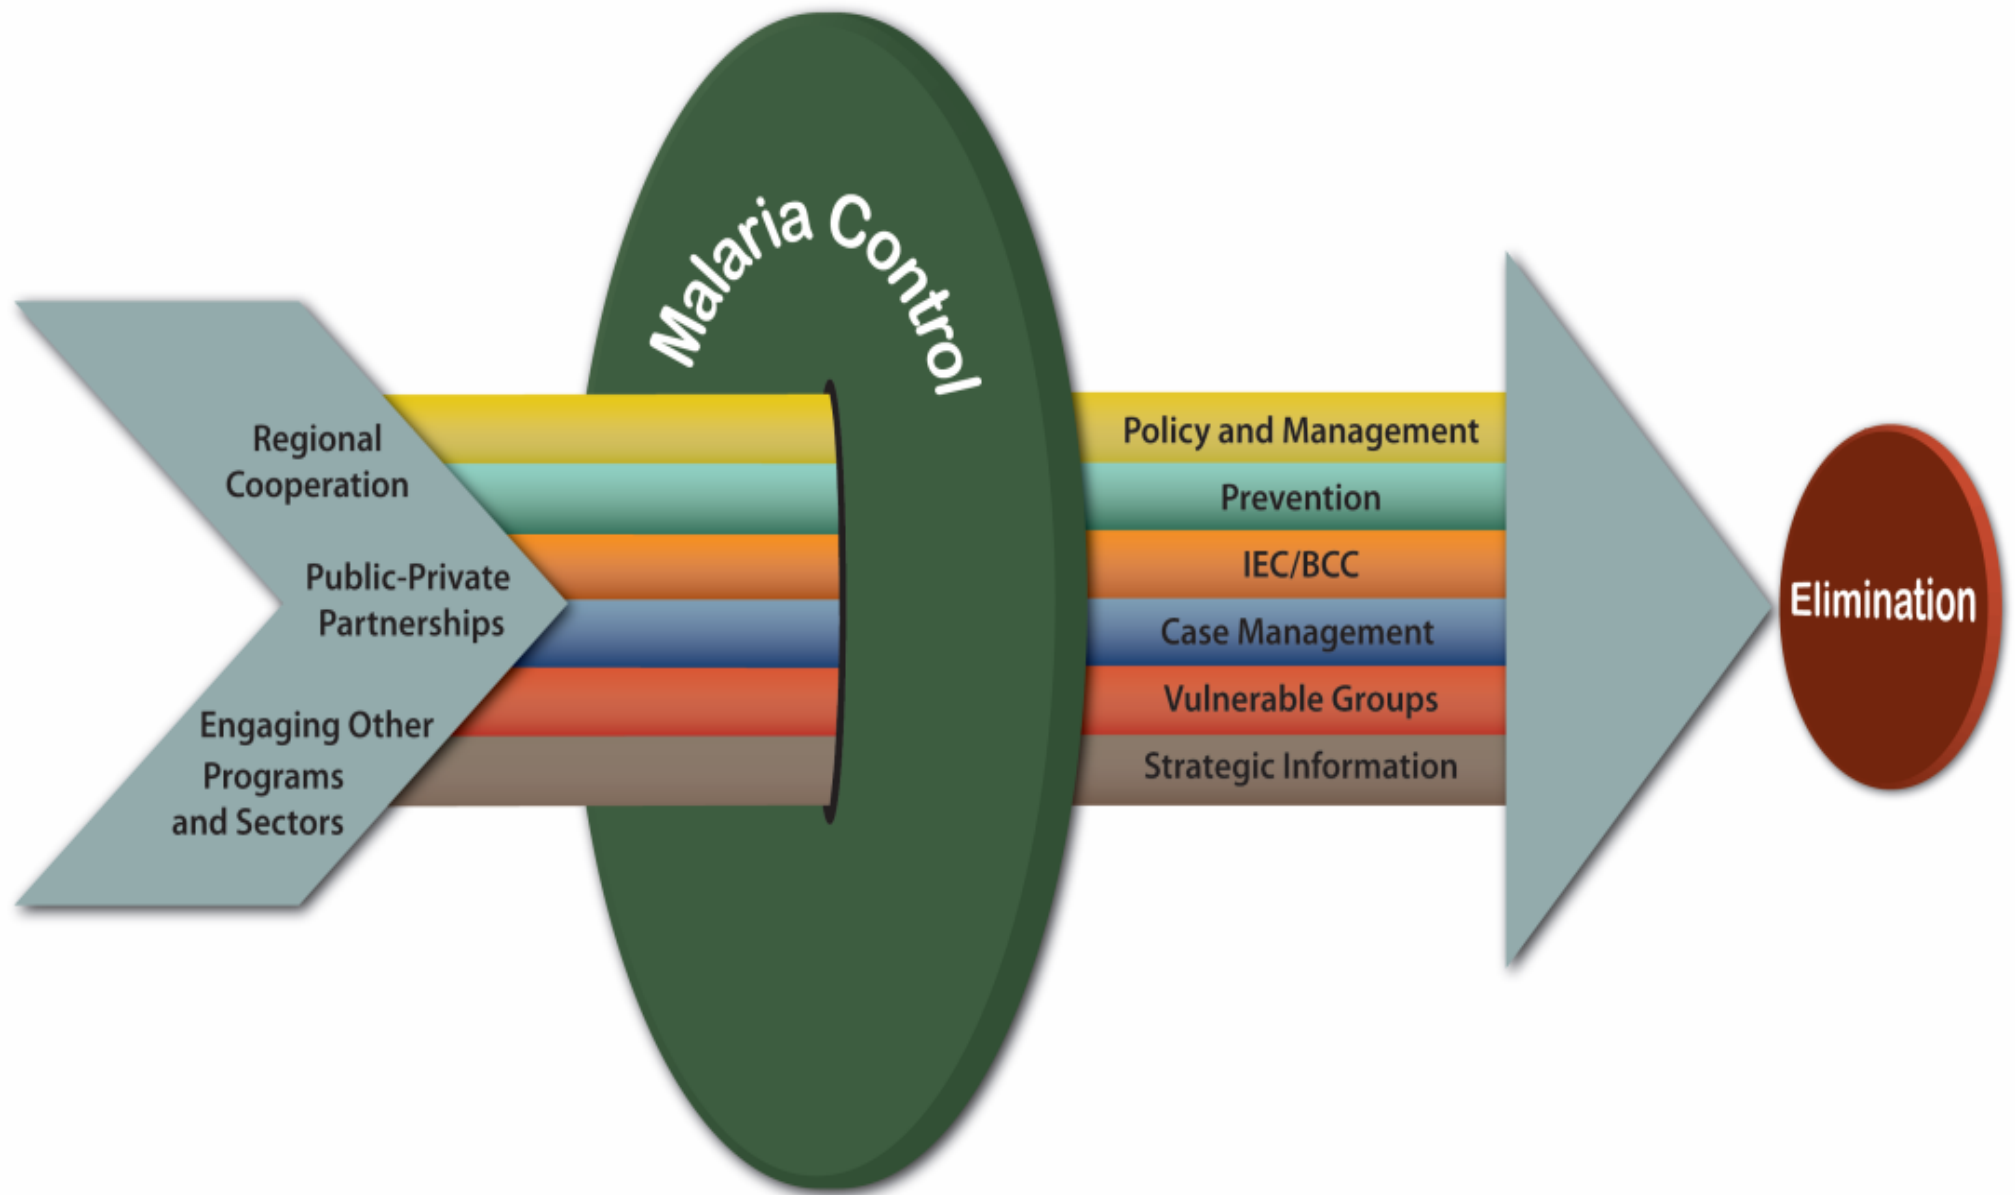 Malaria Control
Regional
Cooperation
Public-Private
Partnerships
Engaging Other
Programs
and Sectors
Policy and Management
Prevention
IEC/BCC
Case Management
Vulnerable Groups
Strategic Information
Elimination